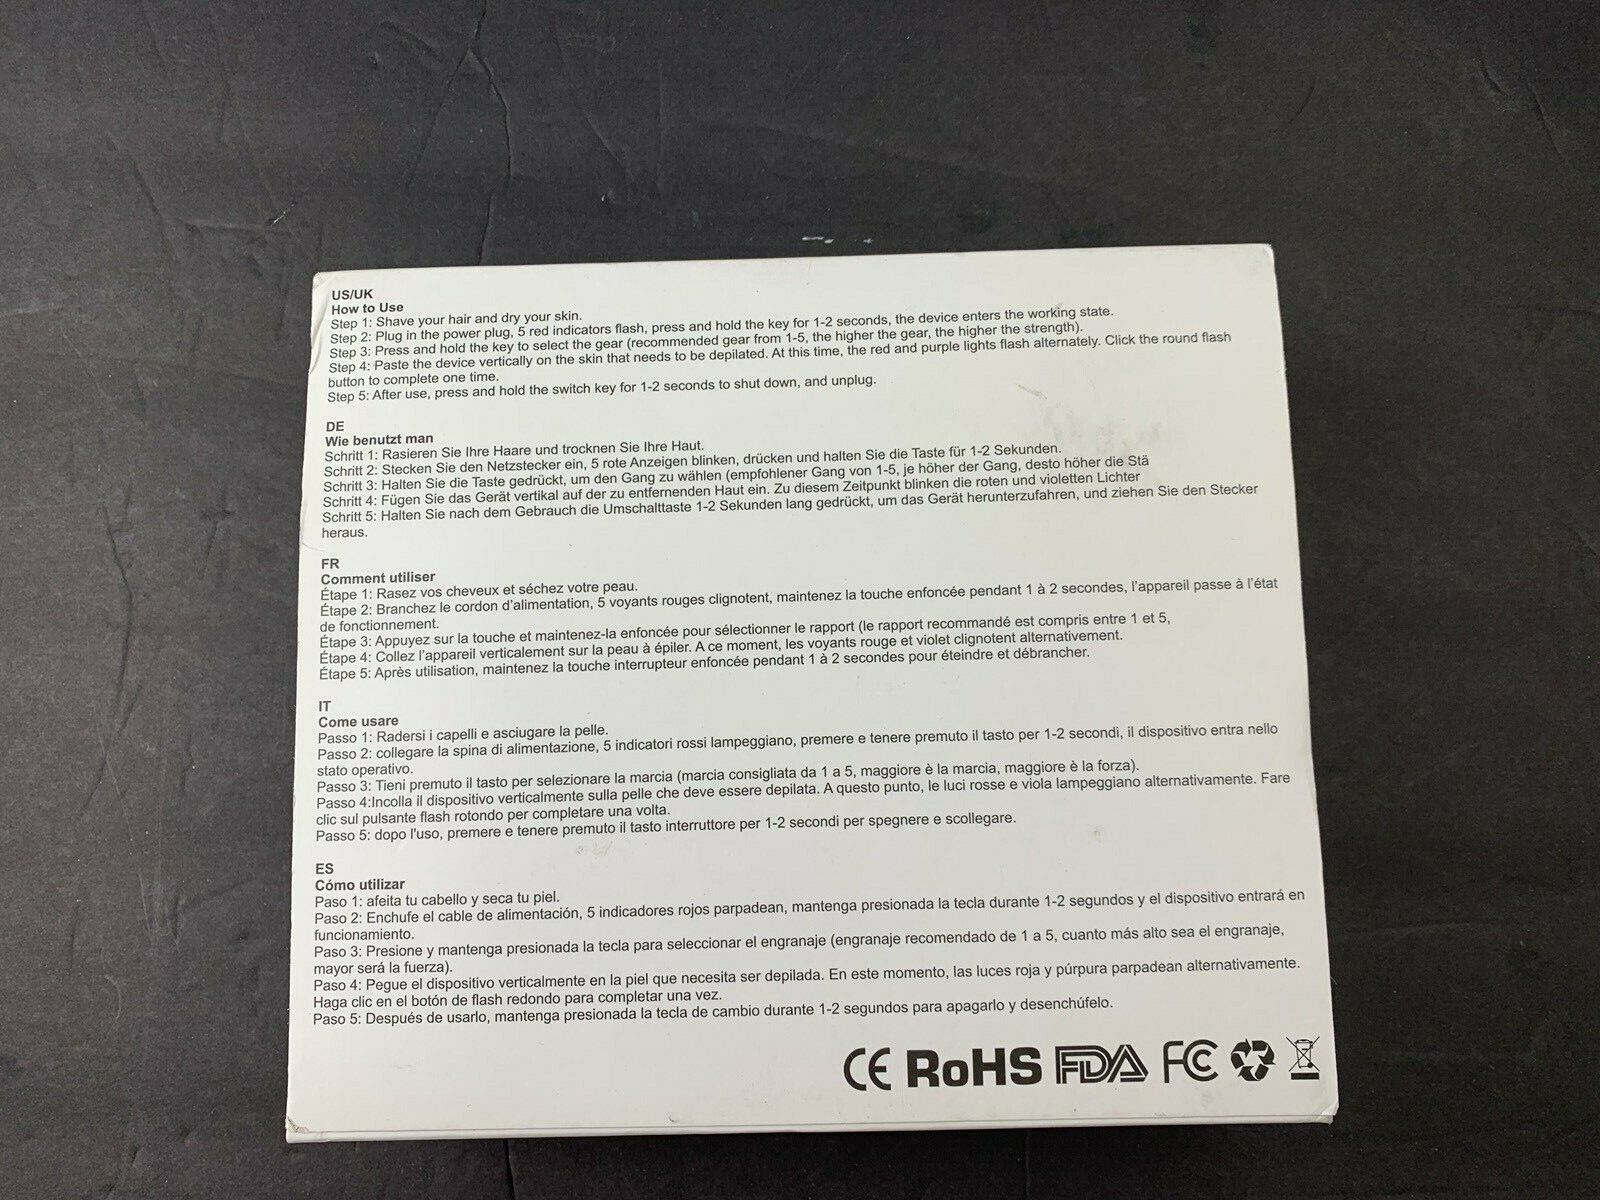 US/UK
How to Use
Step 1: Shave your hair and dry your skin.
Step 2: Plug in the power plug, 5 red indicators flash, press and hold the key for 1-2 seconds, the device enters the working state.
Step 3: Press and hold the key to select the gear (recommended gear from 1-5, the higher the gear, the higher the strength).
Step 4: Paste the device vertically on the skin that needs to be depilated. At this time, the red and purple lights flash alternately. Click the round flash
button to complete one time.
Step 5: After use, press and hold the switch key for 1-2 seconds to shut down, and unplug.
DE
Wie benutzt man
Schritt 1: Rasieren Sie Ihre Haare und trocknen Sie Ihre Haut.
Schritt 2: Stecken Sie den Netzstecker ein, 5 rote Anzeigen blinken, drücken und halten Sie die Taste für 1-2 Sekunden.
Schritt 3: Halten Sie die Taste gedrückt, um den Gang zu wählen (empfohlener Gang von 1-5, je höher der Gang, desto höher die Stä
Schritt 4: Fügen Sie das Gerät vertikal auf der zu entfernenden Haut ein. Zu diesem Zeitpunkt blinken die roten und violetten Lichter
Schritt 5: Halten Sie nach dem Gebrauch die Umschalttaste 1-2 Sekunden lang gedrückt, um das Gerät herunterzufahren, und ziehen Sie den Stecker
heraus.
FR
Comment utiliser
Étape 1: Rasez vos cheveux et séchez votre peau.
Étape 2: Branchez le cordon d'alimentation, 5 voyants rouges clignotent, maintenez la touche enfoncée pendant 1 à 2 secondes, l'appareil passe à l'état
de fonctionnement.
Étape 3: Appuyez sur la touche et maintenez-la enfoncée pour sélectionner le rapport (le rapport recommandé est compris entre 1 et 5,
Étape 4: Collez l'appareil verticalement sur la peau à épiler. A ce moment, les voyants rouge et violet clignotent alternativement.
Étape 5: Après utilisation, maintenez la touche interrupteur enfoncée pendant 1 à 2 secondes pour éteindre et débrancher.
IT
Come usare
Passo 1: Radersi i capelli e asciugare la pelle.
Passo 2: collegare la spina di alimentazione, 5 indicatori rossi lampeggiano, premere e tenere premuto il tasto per 1-2 secondi, il dispositivo entra nello
stato operativo.
Passo 3: Tieni premuto il tasto per selezionare la marcia (marcia consigliata da 1 a 5, maggiore è la marcia, maggiore è la forza).
Passo 4:Incolla il dispositivo verticalmente sulla pelle che deve essere depilata. A questo punto, le luci rosse e viola lampeggiano alternativamente. Fare
clic sul pulsante flash rotondo per completare una volta.
Passo 5: dopo l'uso, premere e tenere premuto il tasto interruttore per 1-2 secondi per spegnere e scollegare.
ES
Cómo utilizar
Paso 1: afeita tu cabello y seca tu piel.
Paso 2: Enchufe el cable de alimentación, 5 indicadores rojos parpadean, mantenga presionada la tecla durante 1-2 segundos y el dispositivo entrará en
funcionamiento.
Paso 3: Presione y mantenga presionada la tecla para seleccionar el engranaje (engranaje recomendado de 1 a 5, cuanto más alto sea el engranaje,
mayor será la fuerza).
Paso 4: Pegue el dispositivo verticalmente en la piel que necesita ser depilada. En este momento, las luces roja y púrpura parpadean alternativamente.
Haga clic en el botón de flash redondo para completar una vez.
Paso 5: Después de usarlo, mantenga presionada la tecla de cambio durante 1-2 segundos para apagarlo y desenchúfelo.
CE RoHS FDA FC